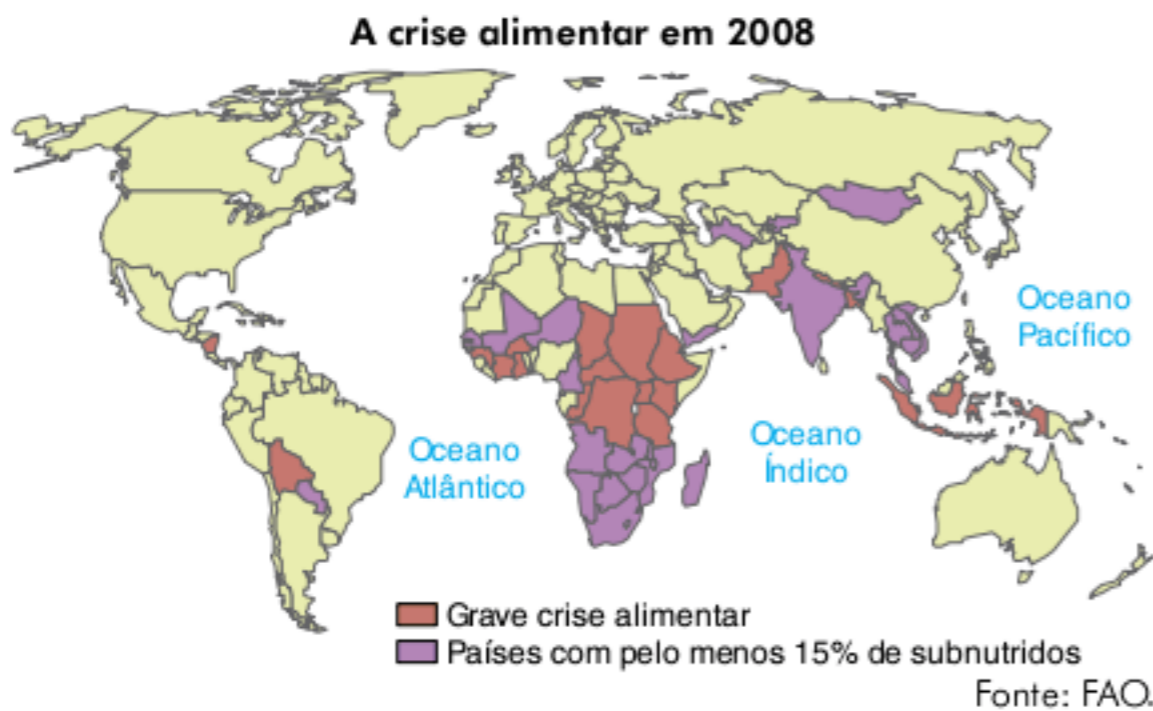 A crise alimentar em 2008
Oceano
Pacífico
Oceano
Atlântico
Oceano
Índico
Grave crise alimentar
Países com pelo menos 15% de subnutridos
Fonte: FAO.